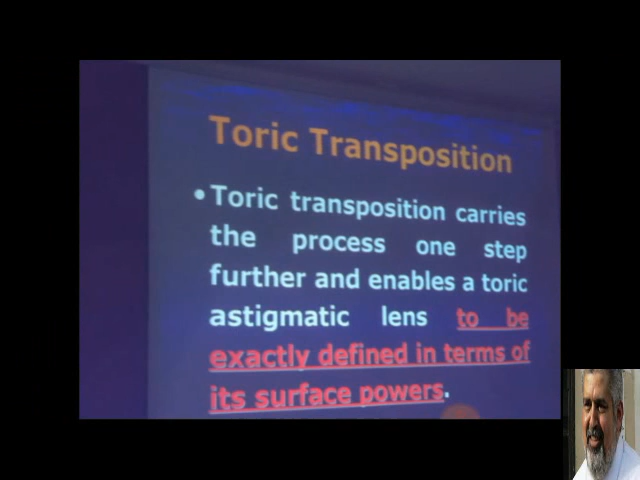 Toric Transposition
•Toric transposition carries
the process one step
further and enables a toric
astigmatic lens to be
exactly defined in terms of
its surface powers.